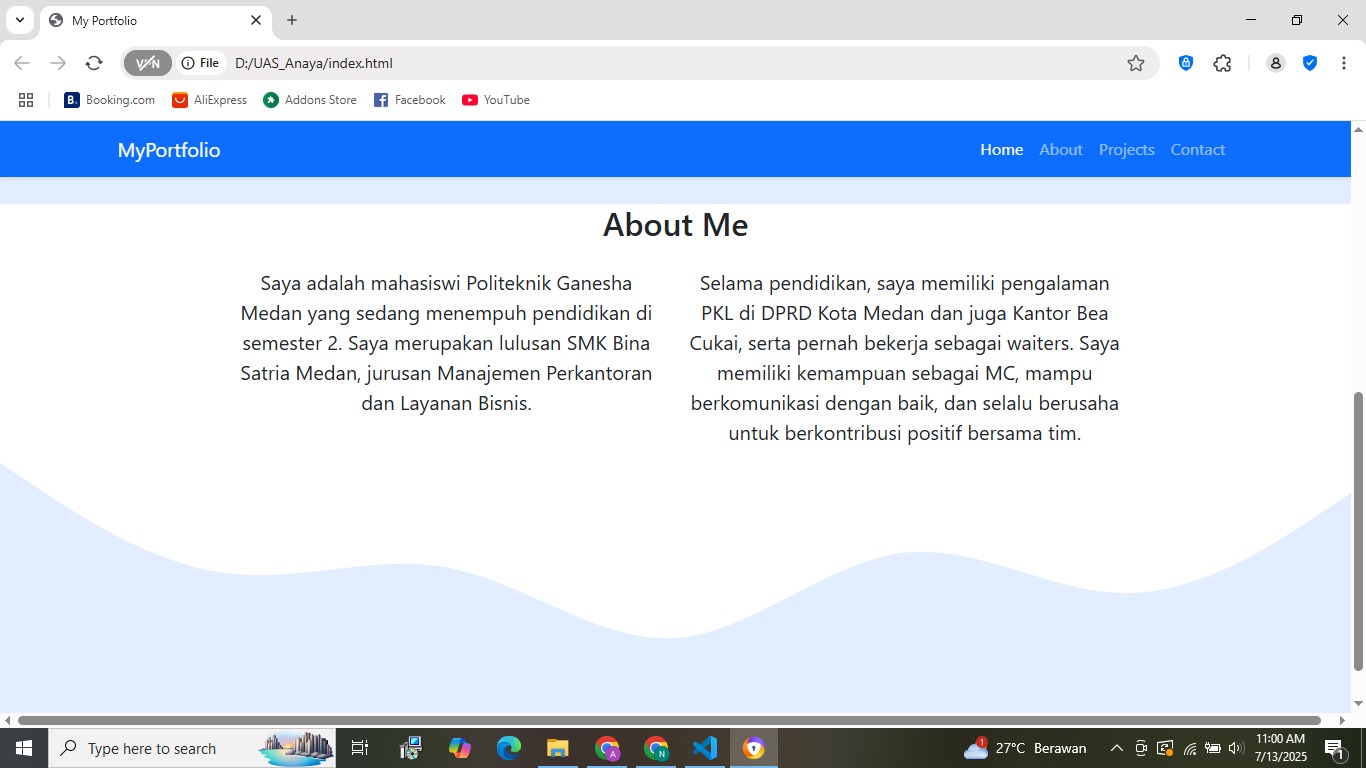 My Portfolio
VPN
File
D:/UAS_Anaya/index.html
Booking.com
AliExpress
Addons Store
Facebook
YouTube
MyPortfolio
Home
About
Projects
Contact
About Me
Saya adalah mahasiswi Politeknik Ganesha
Medan yang sedang menempuh pendidikan di
semester 2. Saya merupakan lulusan SMK Bina
Satria Medan, jurusan Manajemen Perkantoran
dan Layanan Bisnis.
Selama pendidikan, saya memiliki pengalaman
PKL di DPRD Kota Medan dan juga Kantor Bea
Cukai, serta pernah bekerja sebagai waiters. Saya
memiliki kemampuan sebagai MC, mampu
berkomunikasi dengan baik, dan selalu berusaha
untuk berkontribusi positif bersama tim.
Type here to search
27°C Berawan
11:00 AM
7/13/2025